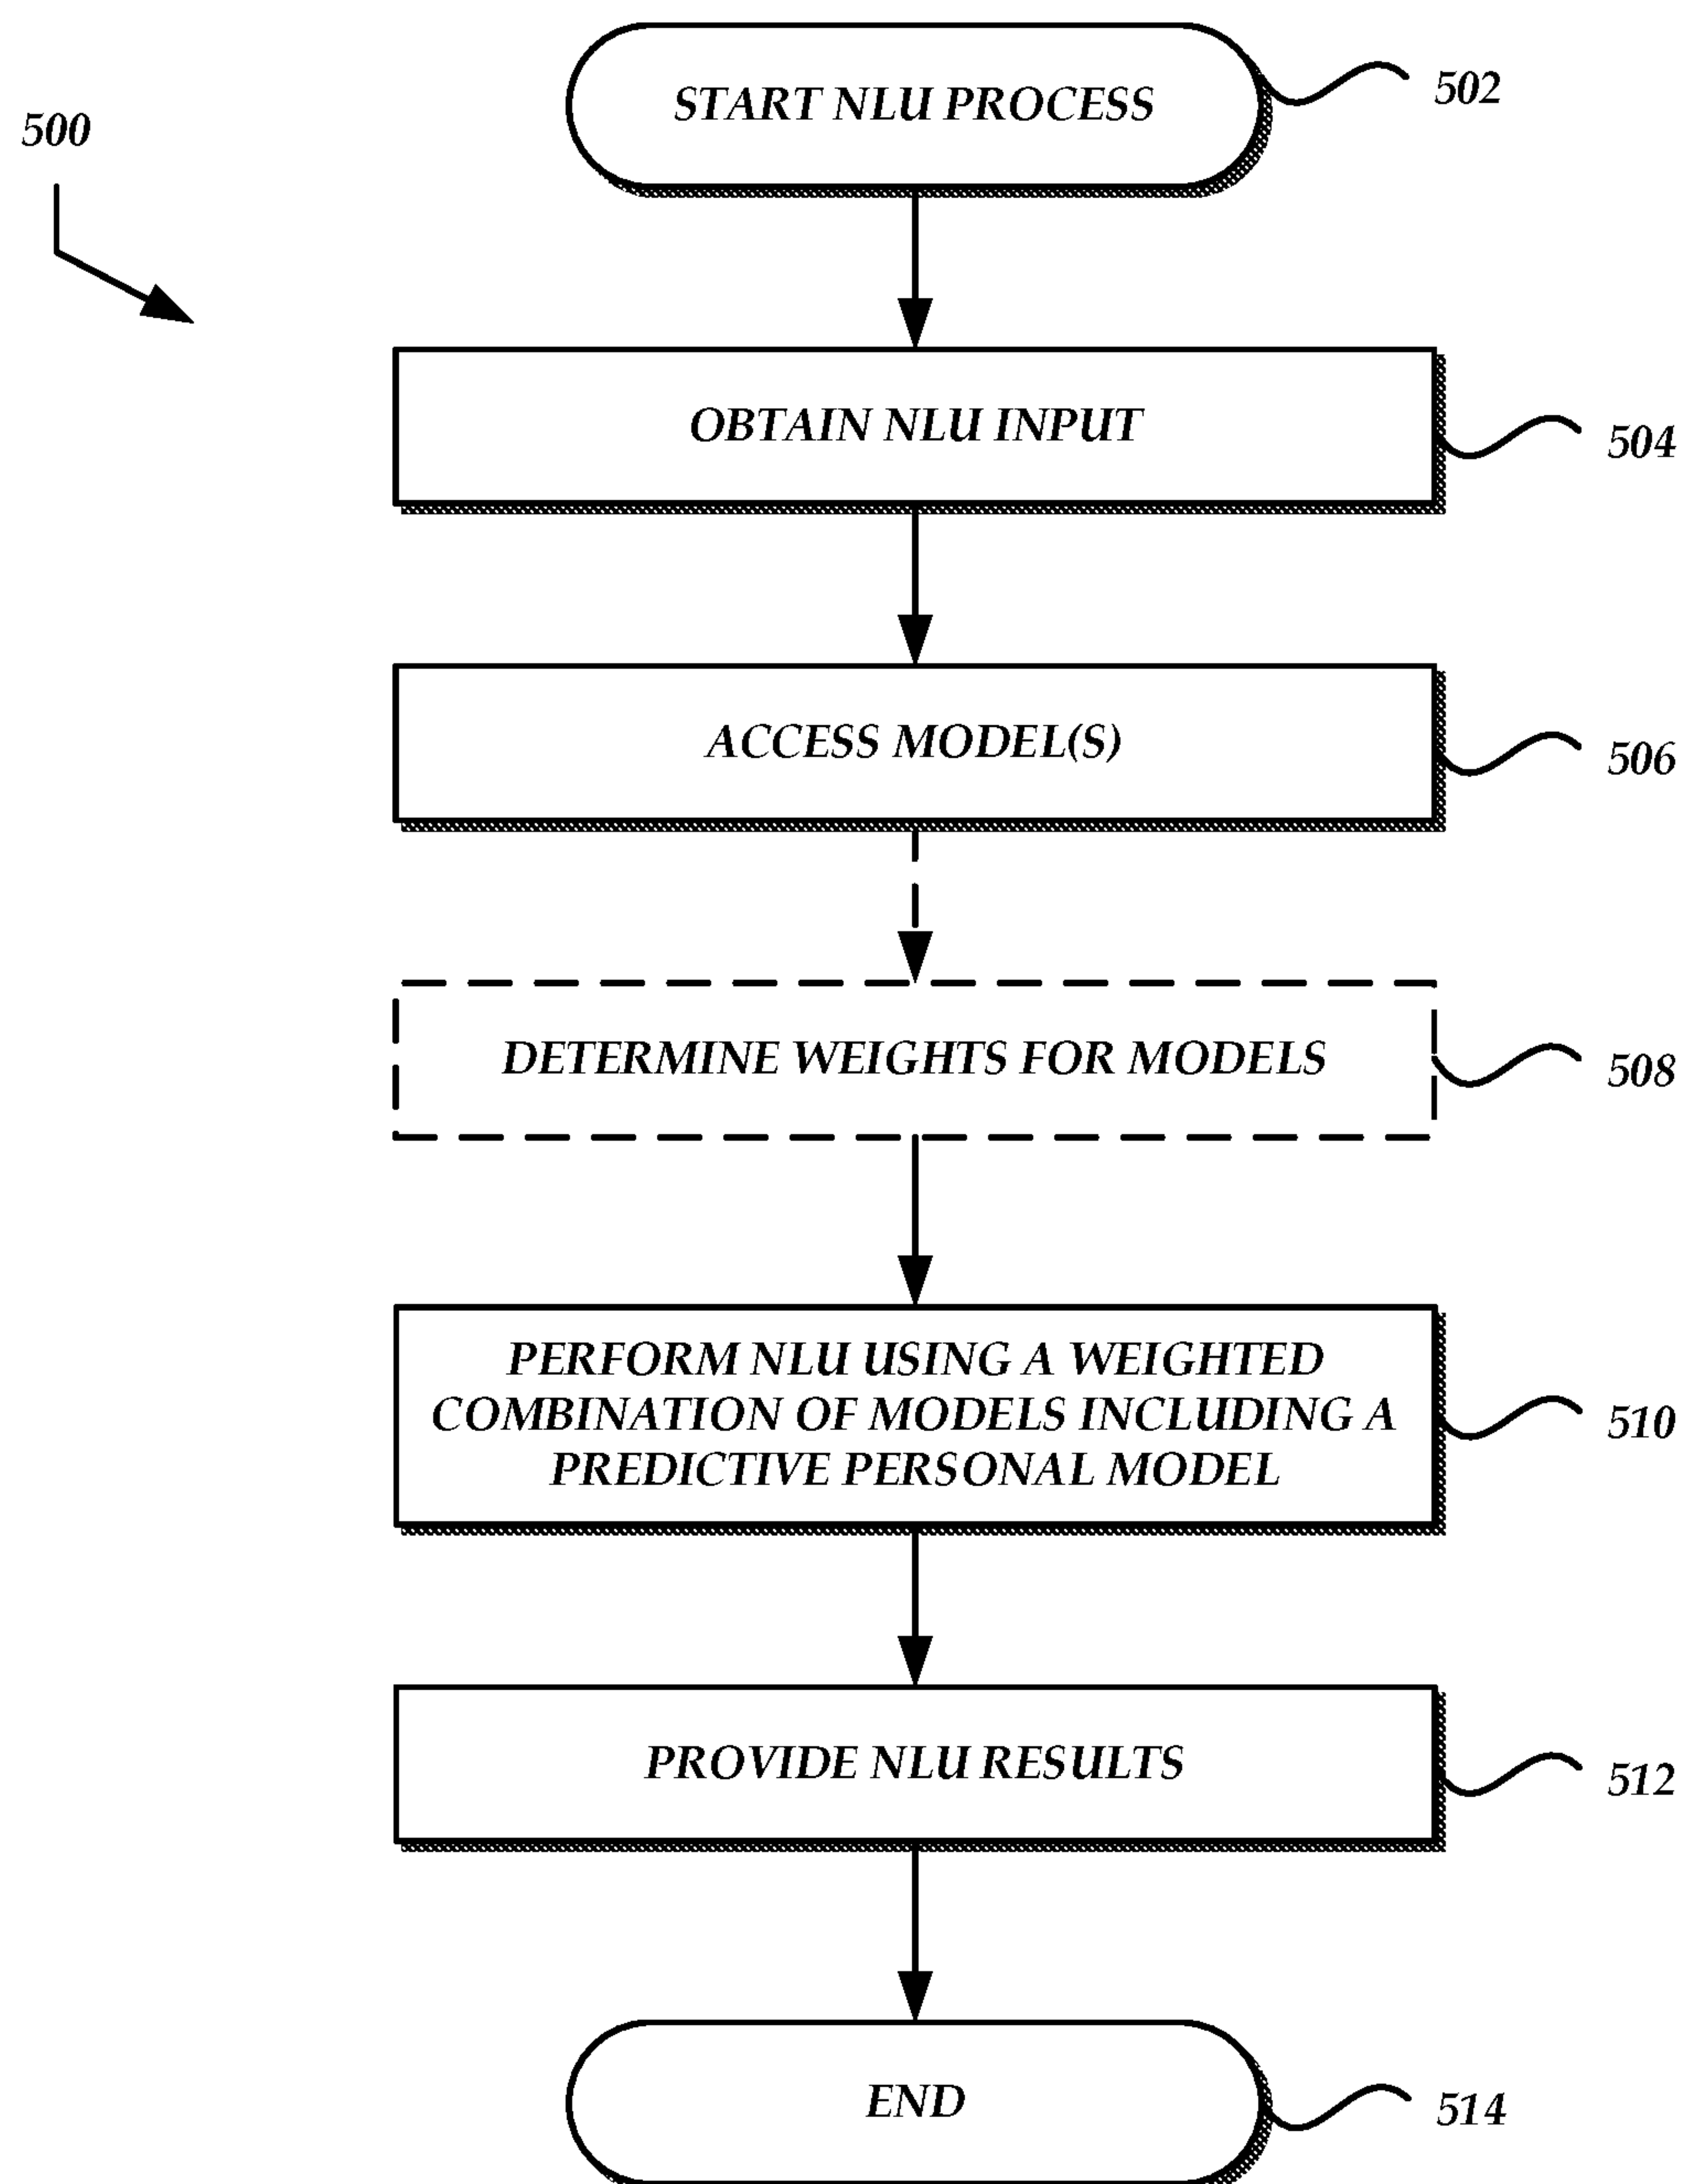 500
START NLU PROCESS
502
OBTAIN NLU INPUT
504
ACCESS MODEL(S)
506
DETERMINE WEIGHTS FOR MODELS
508
PERFORM NLU USING A WEIGHTED
COMBINATION OF MODELS INCLUDING A
PREDICTIVE PERSONAL MODEL
510
PROVIDE NLU RESULTS
512
END
514